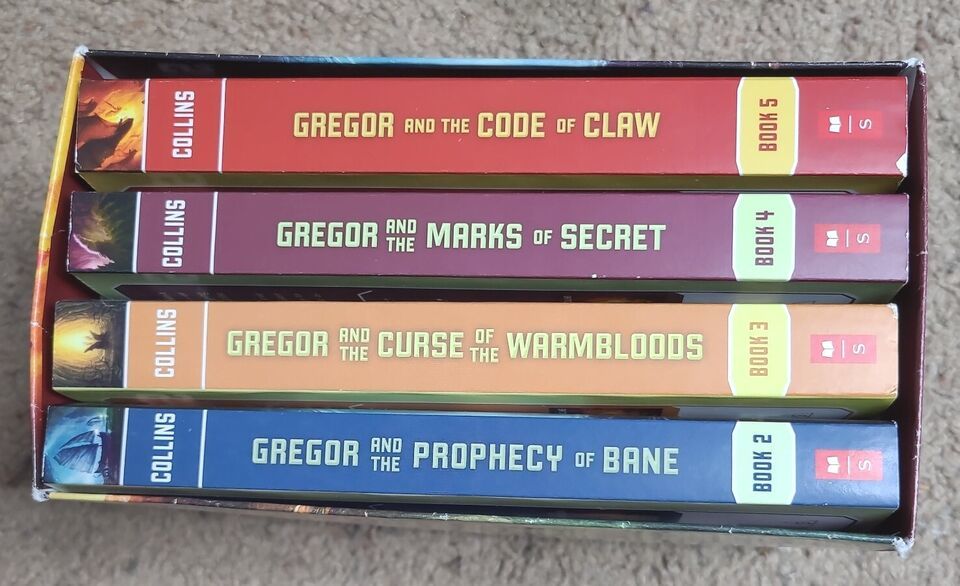 COLLINS GREGOR AND THE CODE OF CLAW BOOK 5 S
COLLINS GREGOR AND THE MARKS OF SECRET BOOK 4 S
COLLINS GREGOR AND THE CURSE OF THE WARMBLOODS BOOK 3 S
COLLINS GREGOR AND THE PROPHECY OF BANE BOOK 2 S